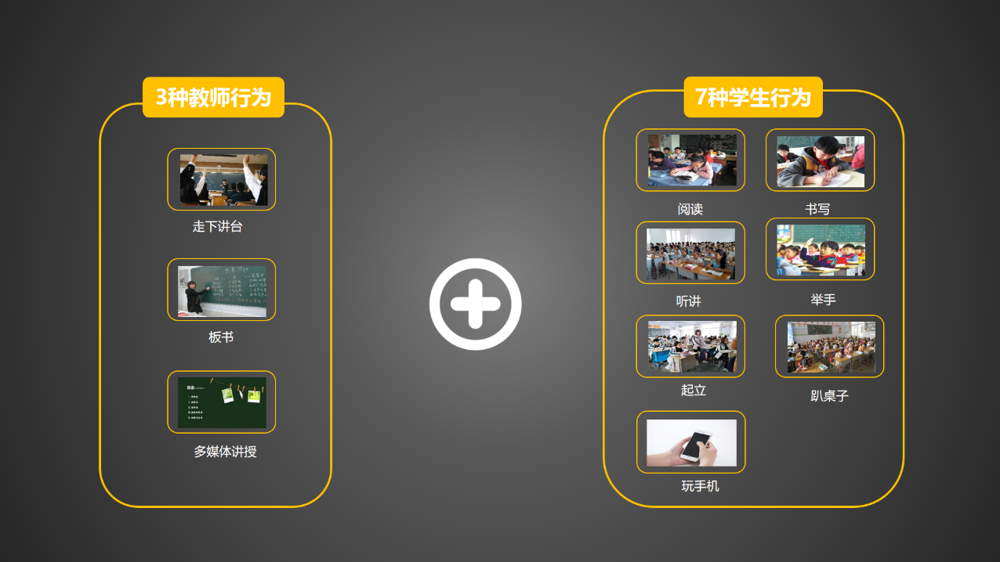 3种教师行为
走下讲台
板书
目录
多媒体讲授
7种学生行为
阅读
书写
听讲
举手
起立
趴桌子
玩手机